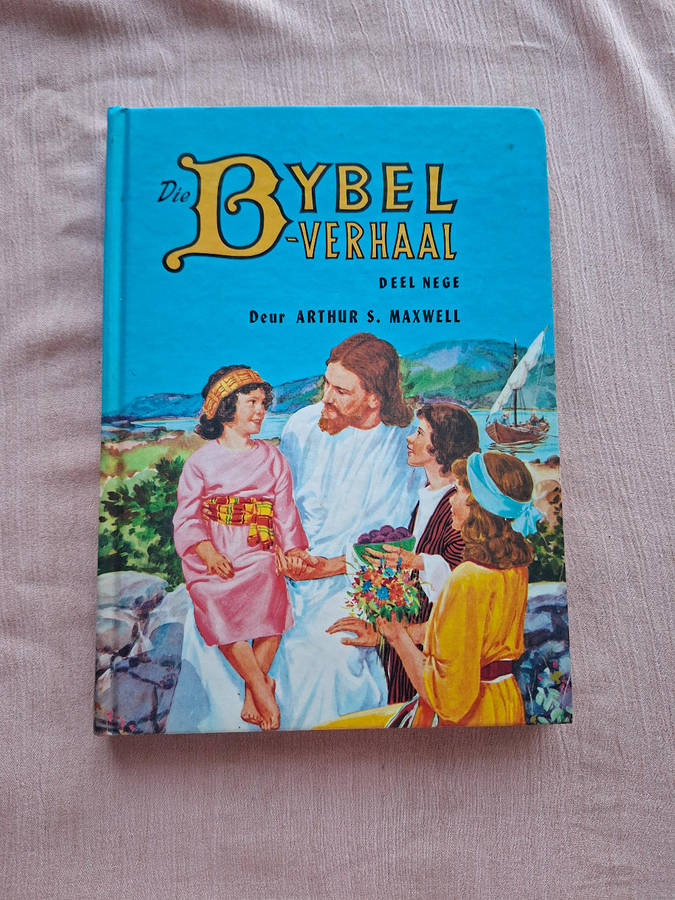 Die BYBEL
-VERHAAL
DEEL NEGE
Deur ARTHUR S. MAXWELL